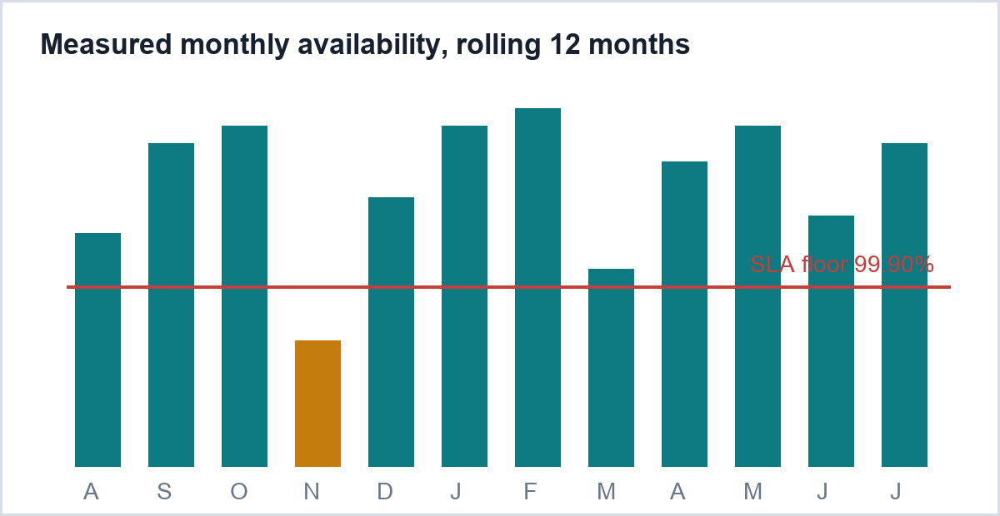 Measured monthly availability, rolling 12 months
SLA floor 99.90%
A S O N D J F M A M J J